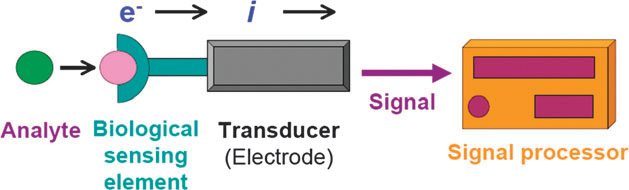 e⁻
i
Analyte
Biological
sensing
element
Transducer
(Electrode)
Signal
Signal processor